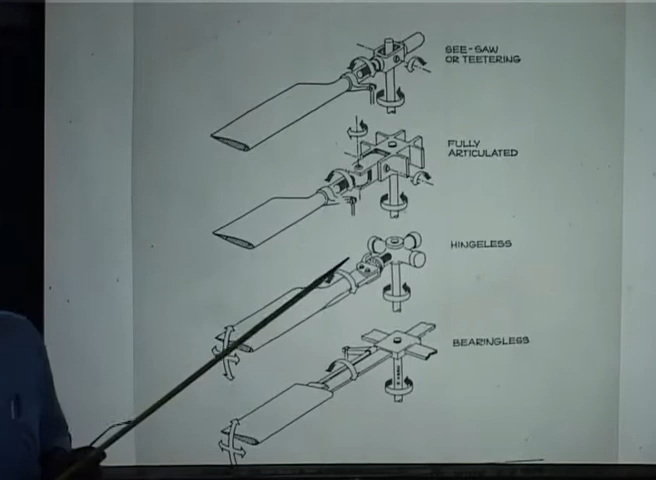 SEE-SAW
OR TEETERING
FULLY
ARTICULATED
HINGELESS
BEARINGLESS